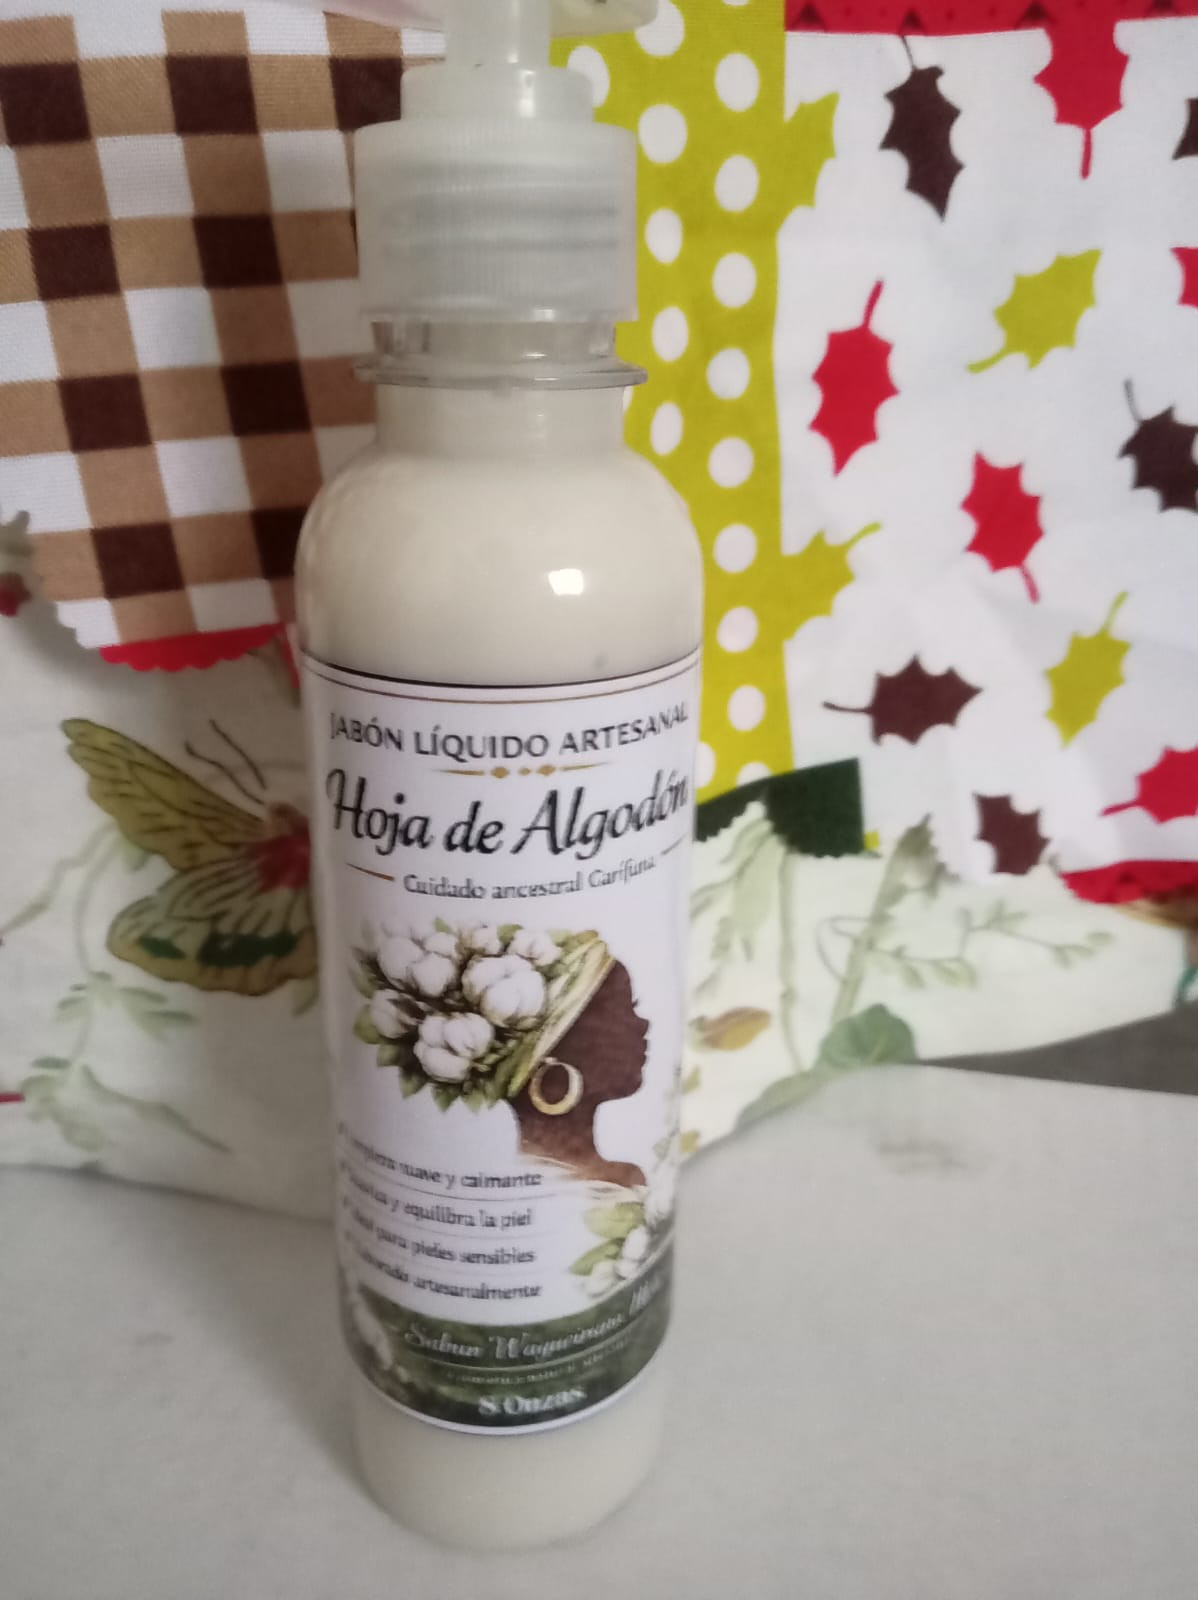 JABÓN LÍQUIDO ARTESANAL
Hoja de Algodón
Cuidado ancestral Garífuna
suave y calmante
y equilibra la piel
para pieles sensibles
artesanalmente
Sabun
8 Onzas